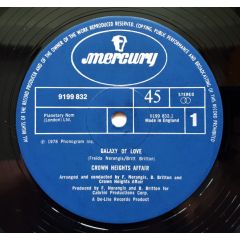 ALL RIGHTS OF THE RECORD PRODUCER AND OF THE OWNER OF THE WORK REPRODUCED RESERVED.
COPYING, PUBLIC PERFORMANCE AND BROADCASTING OF THIS RECORD PROHIBITED
mercury
9199 832
45
STEREO
Planetary Nom
(London) Ltd.
9199 832.1
Made in England
1
℗ 1978 Phonogram Inc.
GALAXY OF LOVE
(Freida Nerangis/Britt Britton)
CROWN HEIGHTS AFFAIR
Arranged and conducted by F. Nerangis, B. Britton and
Crown Heights Affair
Produced by F. Nerangis and B. Britton for
Productions Corp.
A De-Lite Records Product